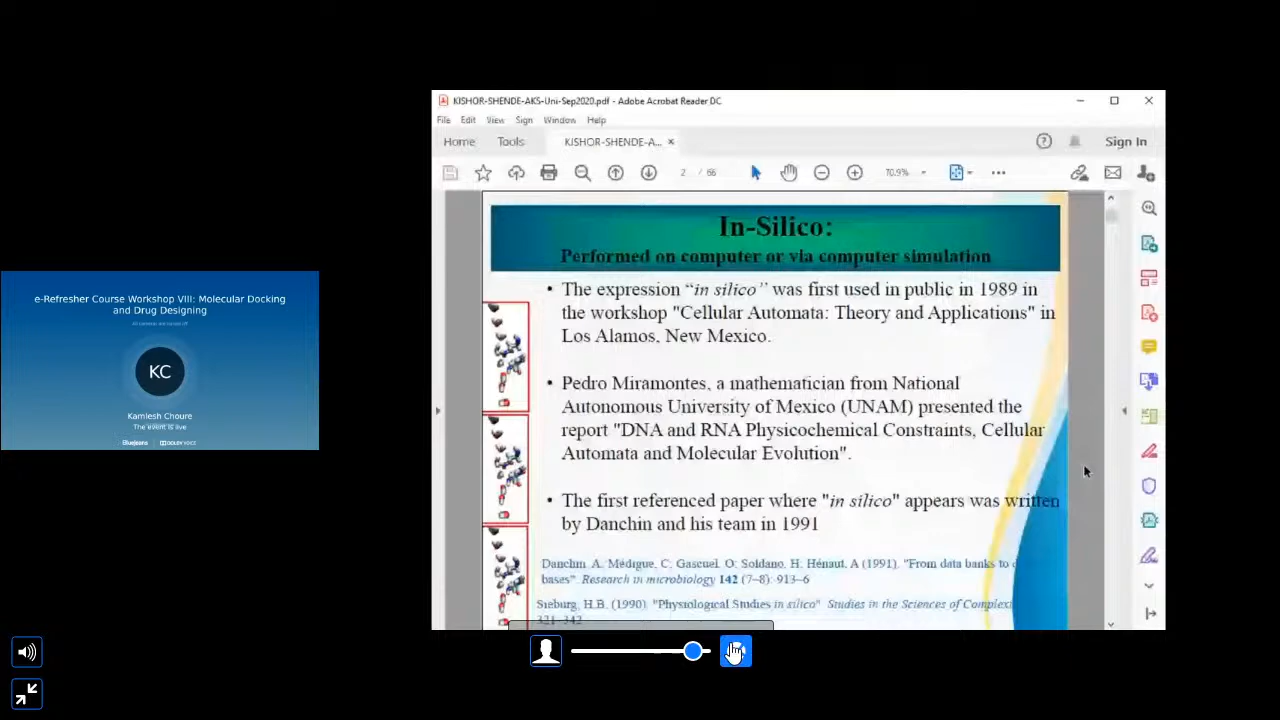 e-Refresher Course Workshop VIII: Molecular Docking
and Drug Designing
KC
Kamlesh Choure
The event is live
BlueJeans DOLBY VOICE
KISHOR-SHENDE-AKS-Uni-Sep2020.pdf - Adobe Acrobat Reader DC
File Edit View Sign Window Help
Home Tools KISHOR-SHENDE-A... × Sign In
2 / 66 70.9%
In-Silico:
Performed on computer or via computer simulation
• The expression “in silico” was first used in public in 1989 in
the workshop "Cellular Automata: Theory and Applications" in
Los Alamos, New Mexico.
• Pedro Miramontes, a mathematician from National
Autonomous University of Mexico (UNAM) presented the
report "DNA and RNA Physicochemical Constraints, Cellular
Automata and Molecular Evolution".
• The first referenced paper where "in silico" appears was written
by Danchin and his team in 1991
Danchin, A; Médigue, C; Gascuel, O; Soldano, H; Hénaut, A (1991), "From data banks to
bases". Research in microbiology 142 (7–8): 913–6
Sieburg, H.B. (1990), "Physiological Studies in silico". Studies in the Sciences of
321-342